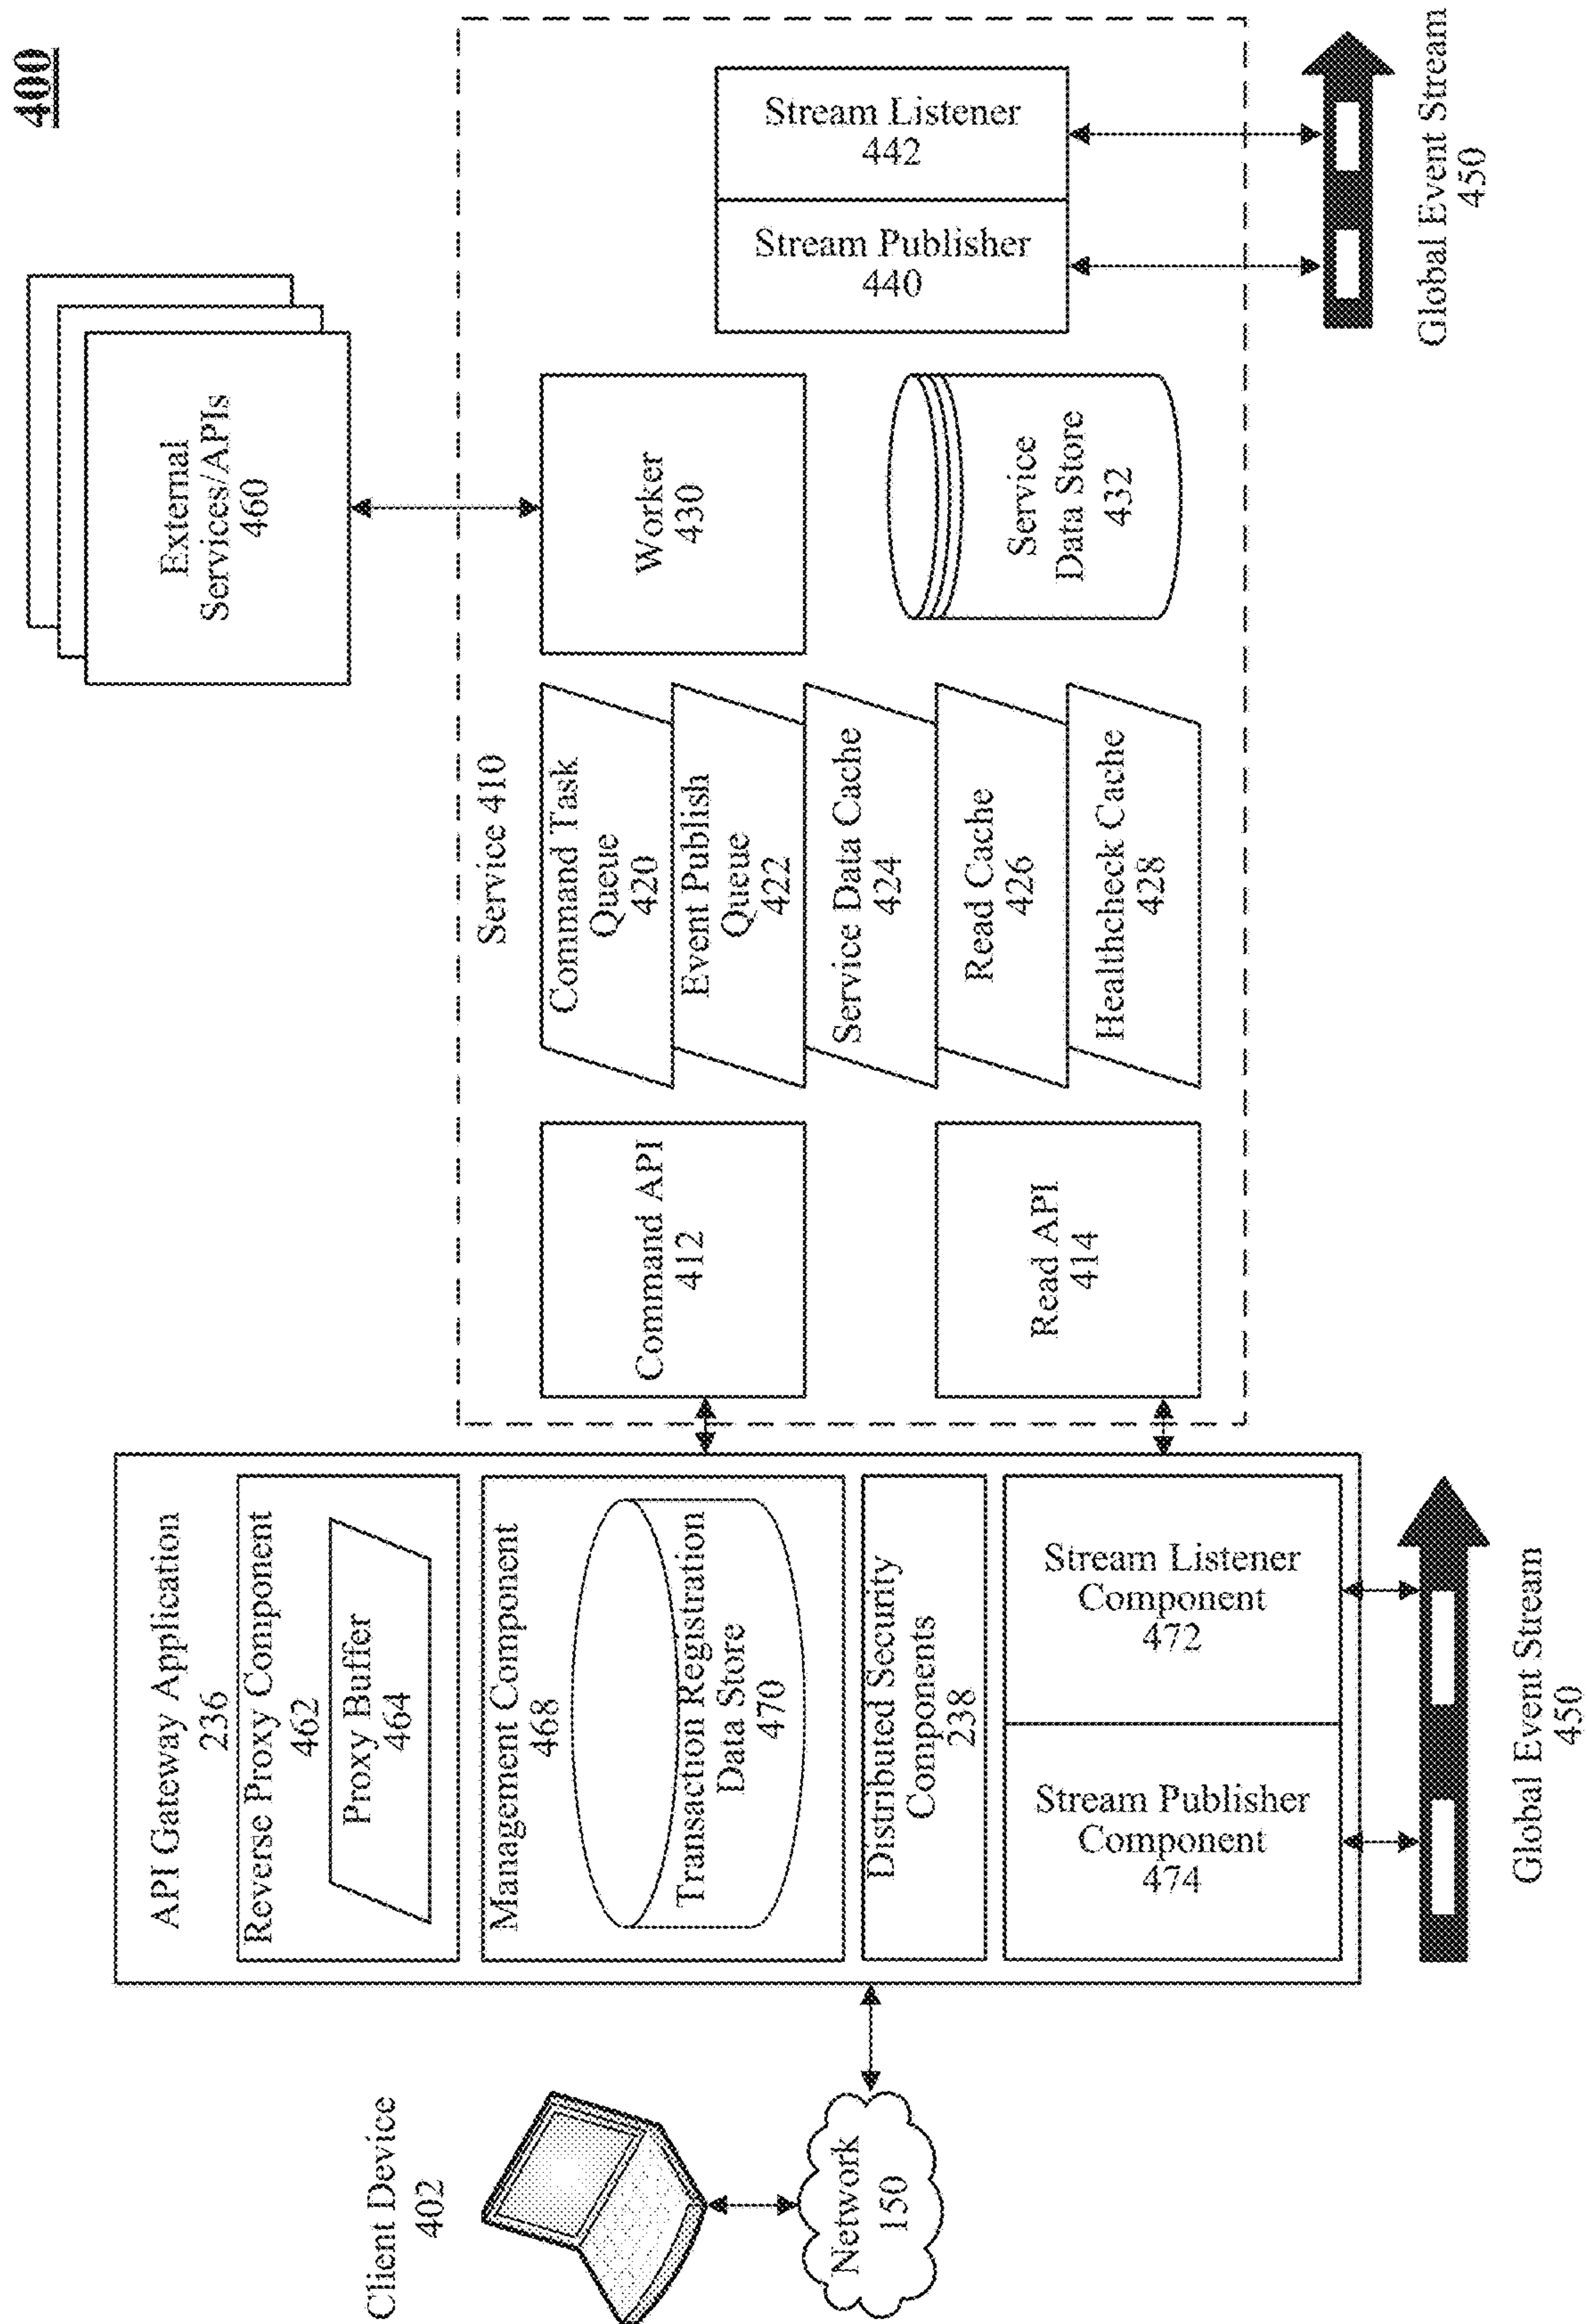 400
Client Device
402
Network
150
API Gateway Application
236
Reverse Proxy Component
462
Proxy Buffer
464
Management Component
468
Transaction Registration
Data Store
470
Distributed Security
Components
238
Stream Publisher
Component
474
Stream Listener
Component
472
Global Event Stream
450
Service 410
Command API
412
Read API
414
Command Task
Queue
420
Event Publish
Queue
422
Service Data Cache
424
Read Cache
426
Healthcheck Cache
428
External
Services/APIs
460
Worker
430
Service
Data Store
432
Stream Publisher
440
Stream Listener
442
Global Event Stream
450